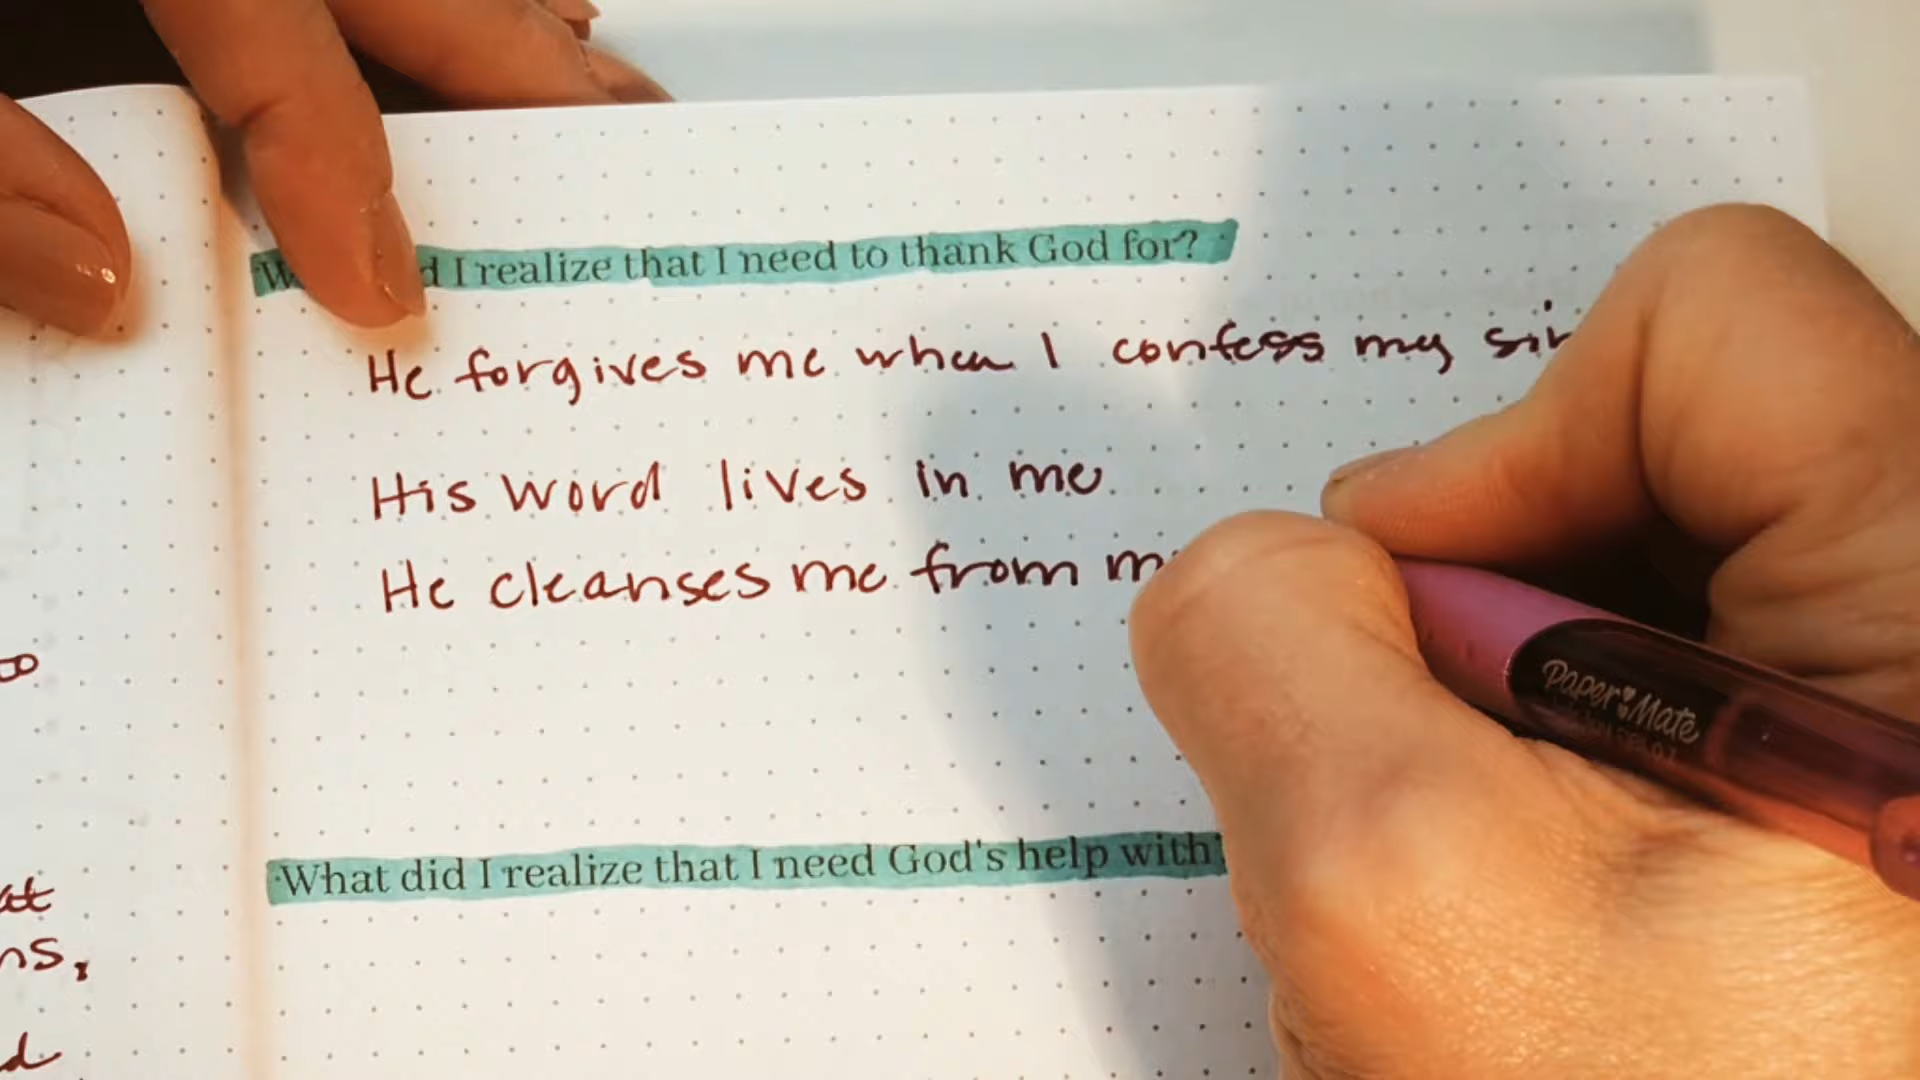 d I realize that I need to thank God for?
He forgives me when I confess my
His word lives in me
He cleanses me from
What did I realize that I need God's help with
Paper Mate